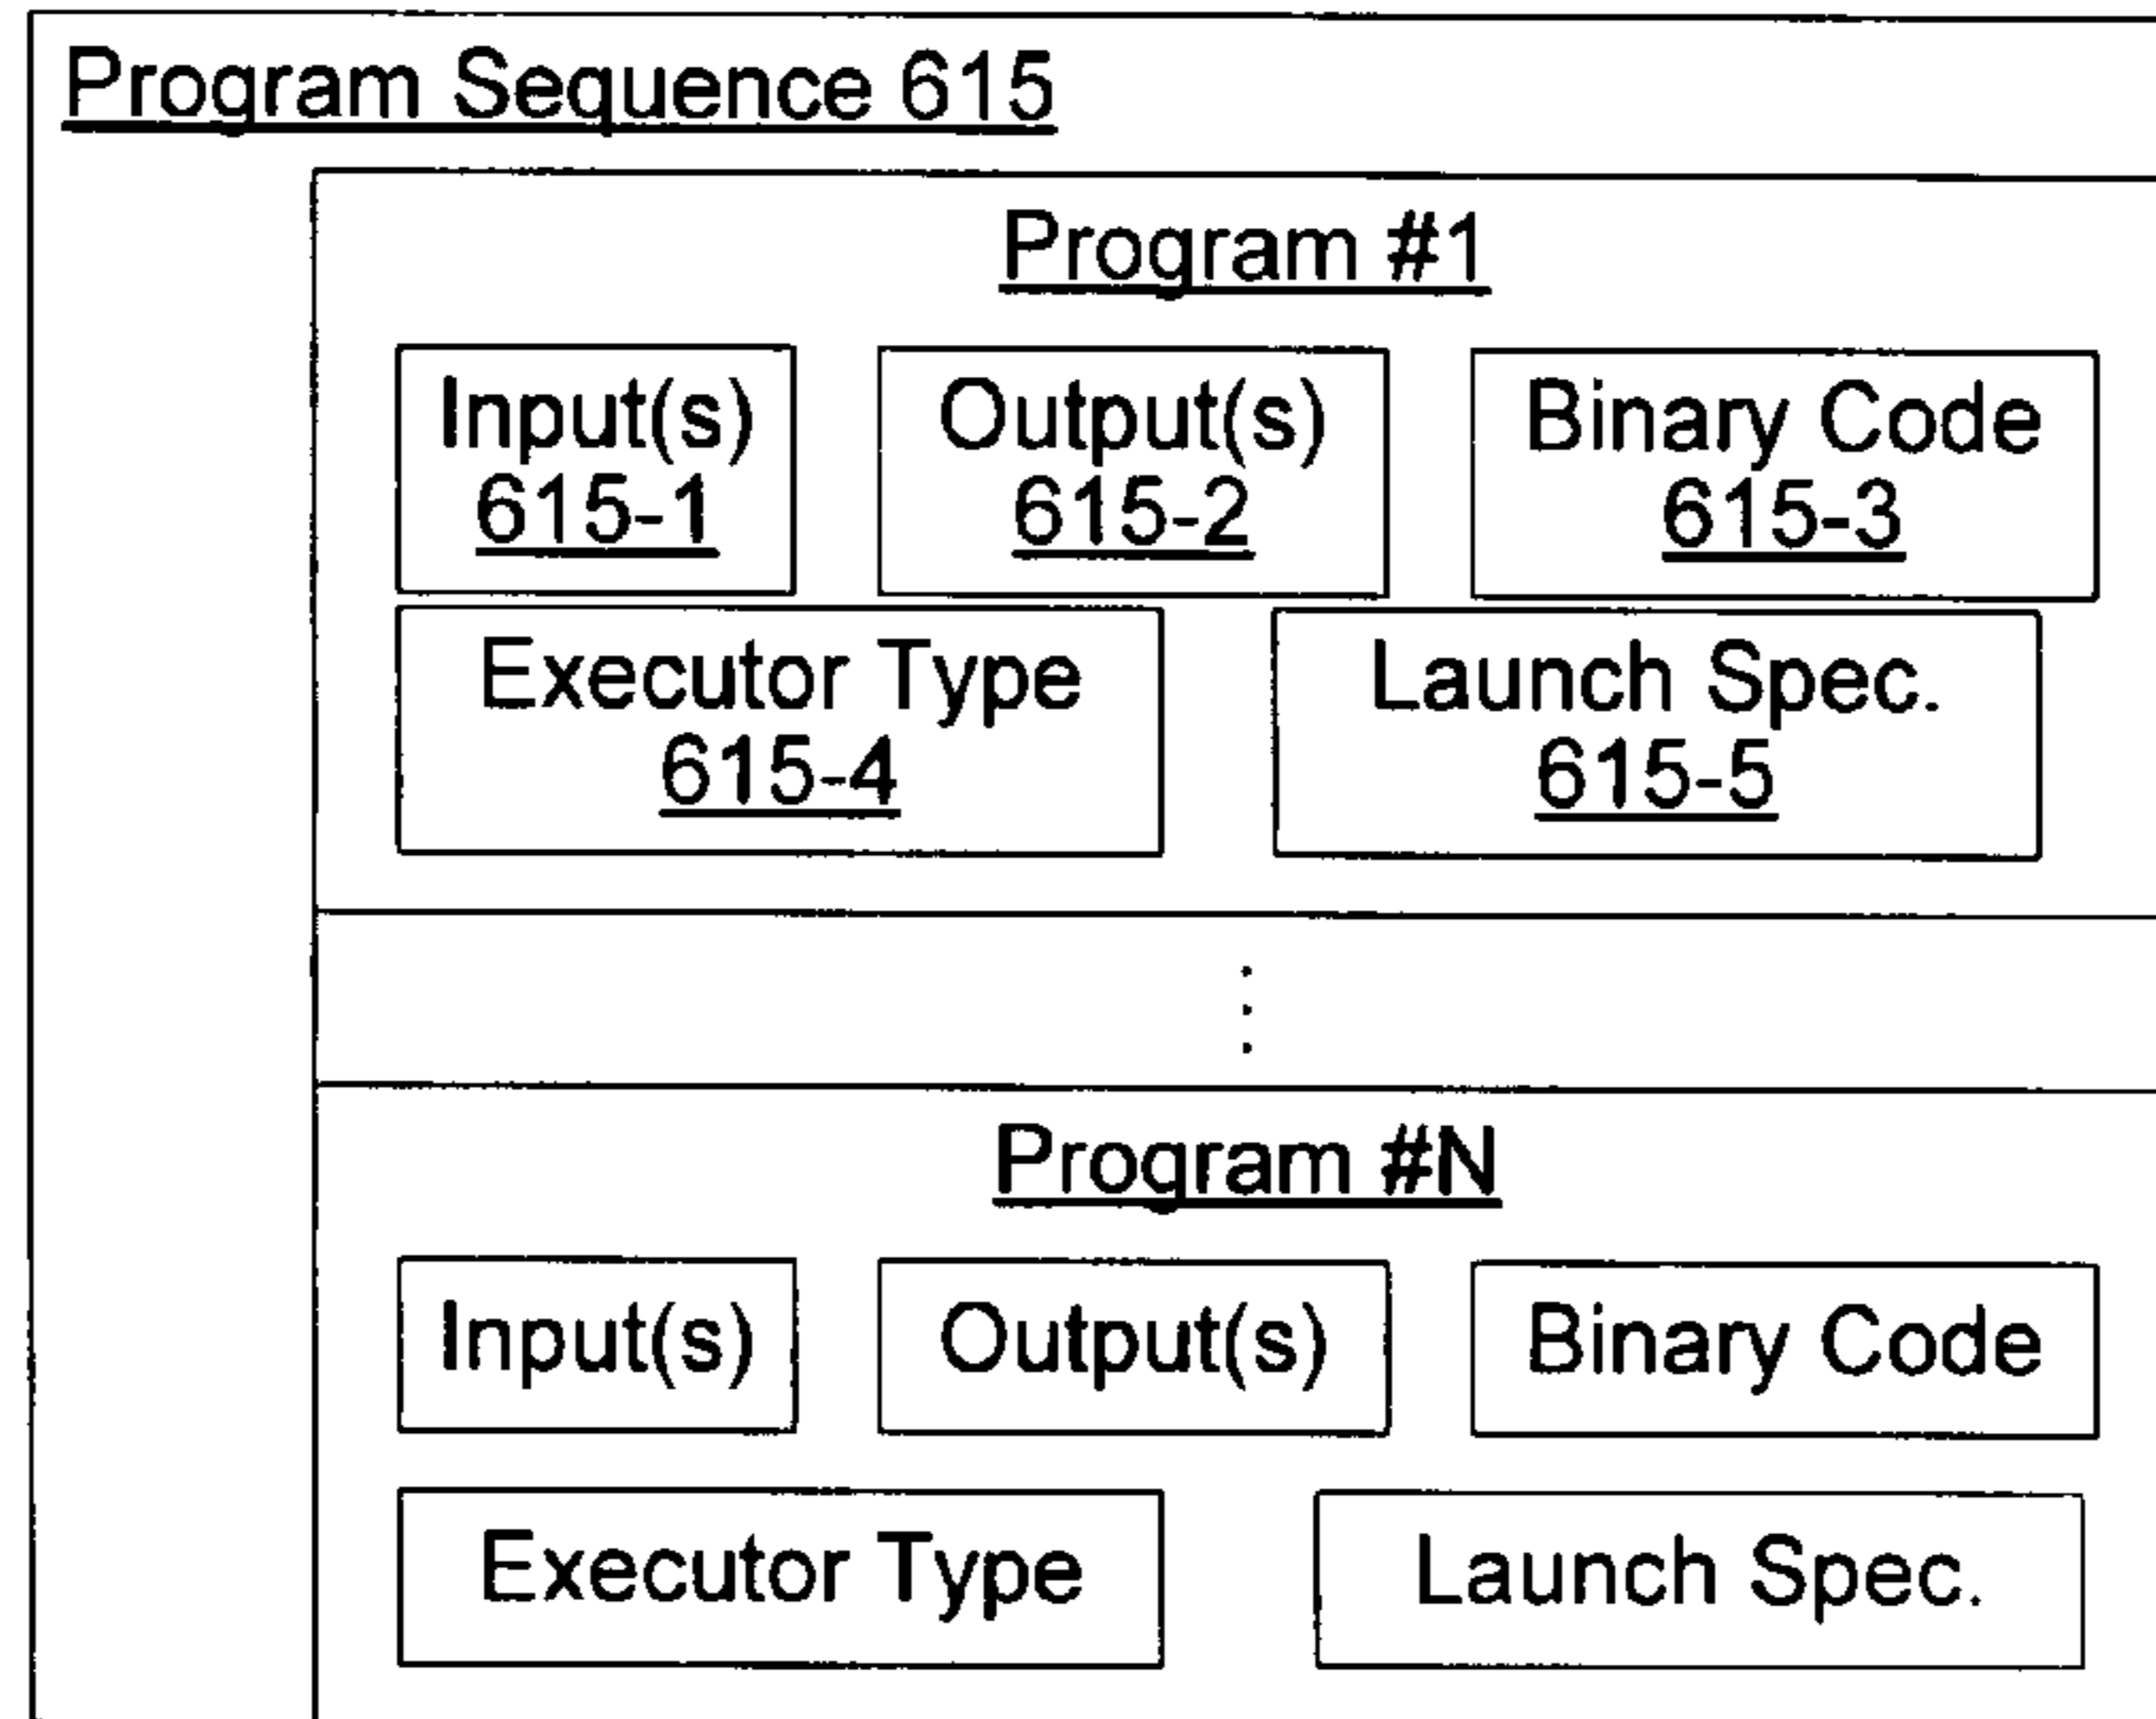 Program Sequence 615
Program #1
Input(s)
615-1
Output(s)
615-2
Binary Code
615-3
Executor Type
615-4
Launch Spec.
615-5
Program #N
Input(s)
Output(s)
Binary Code
Executor Type
Launch Spec.